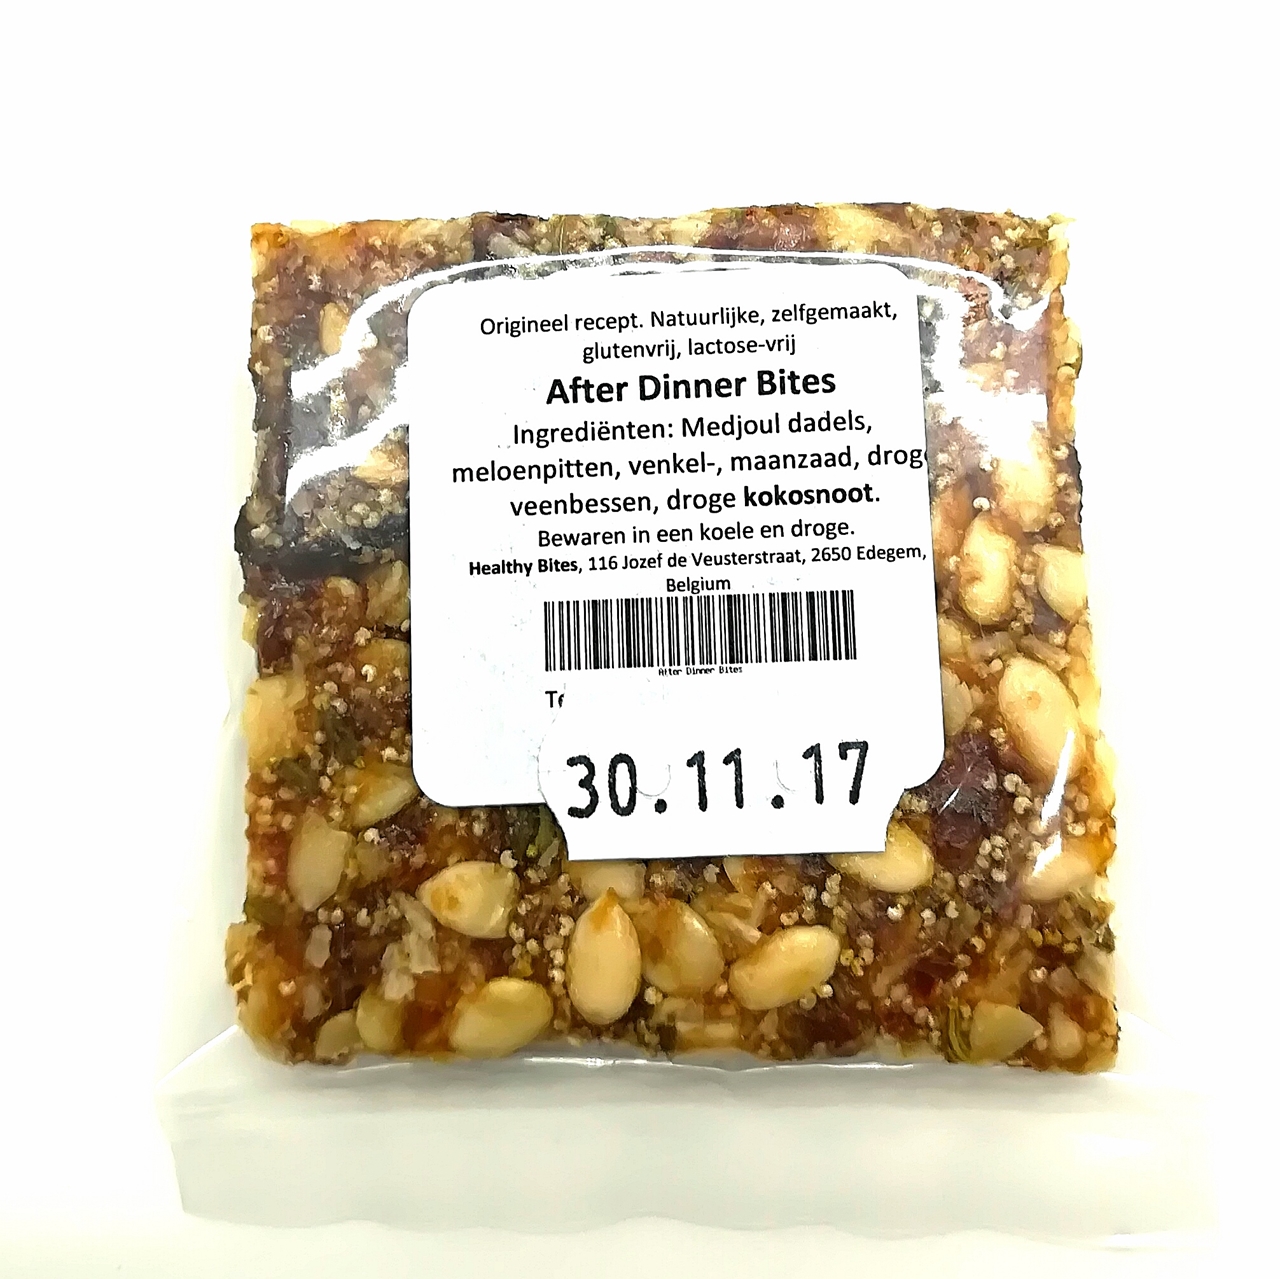 Origineel recept. Natuurlijke, zelfgemaakt,
glutenvrij, lactose-vrij
After Dinner Bites
Ingrediënten: Medjoul dadels,
meloenpitten, venkel-, maanzaad,
veenbessen, droge kokosnoot.
Bewaren in een koele en droge.
Healthy Bites, 116 Jozef de Veusterstraat, 2650 Edegem,
Belgium
After Dinner Bites
30.11.17